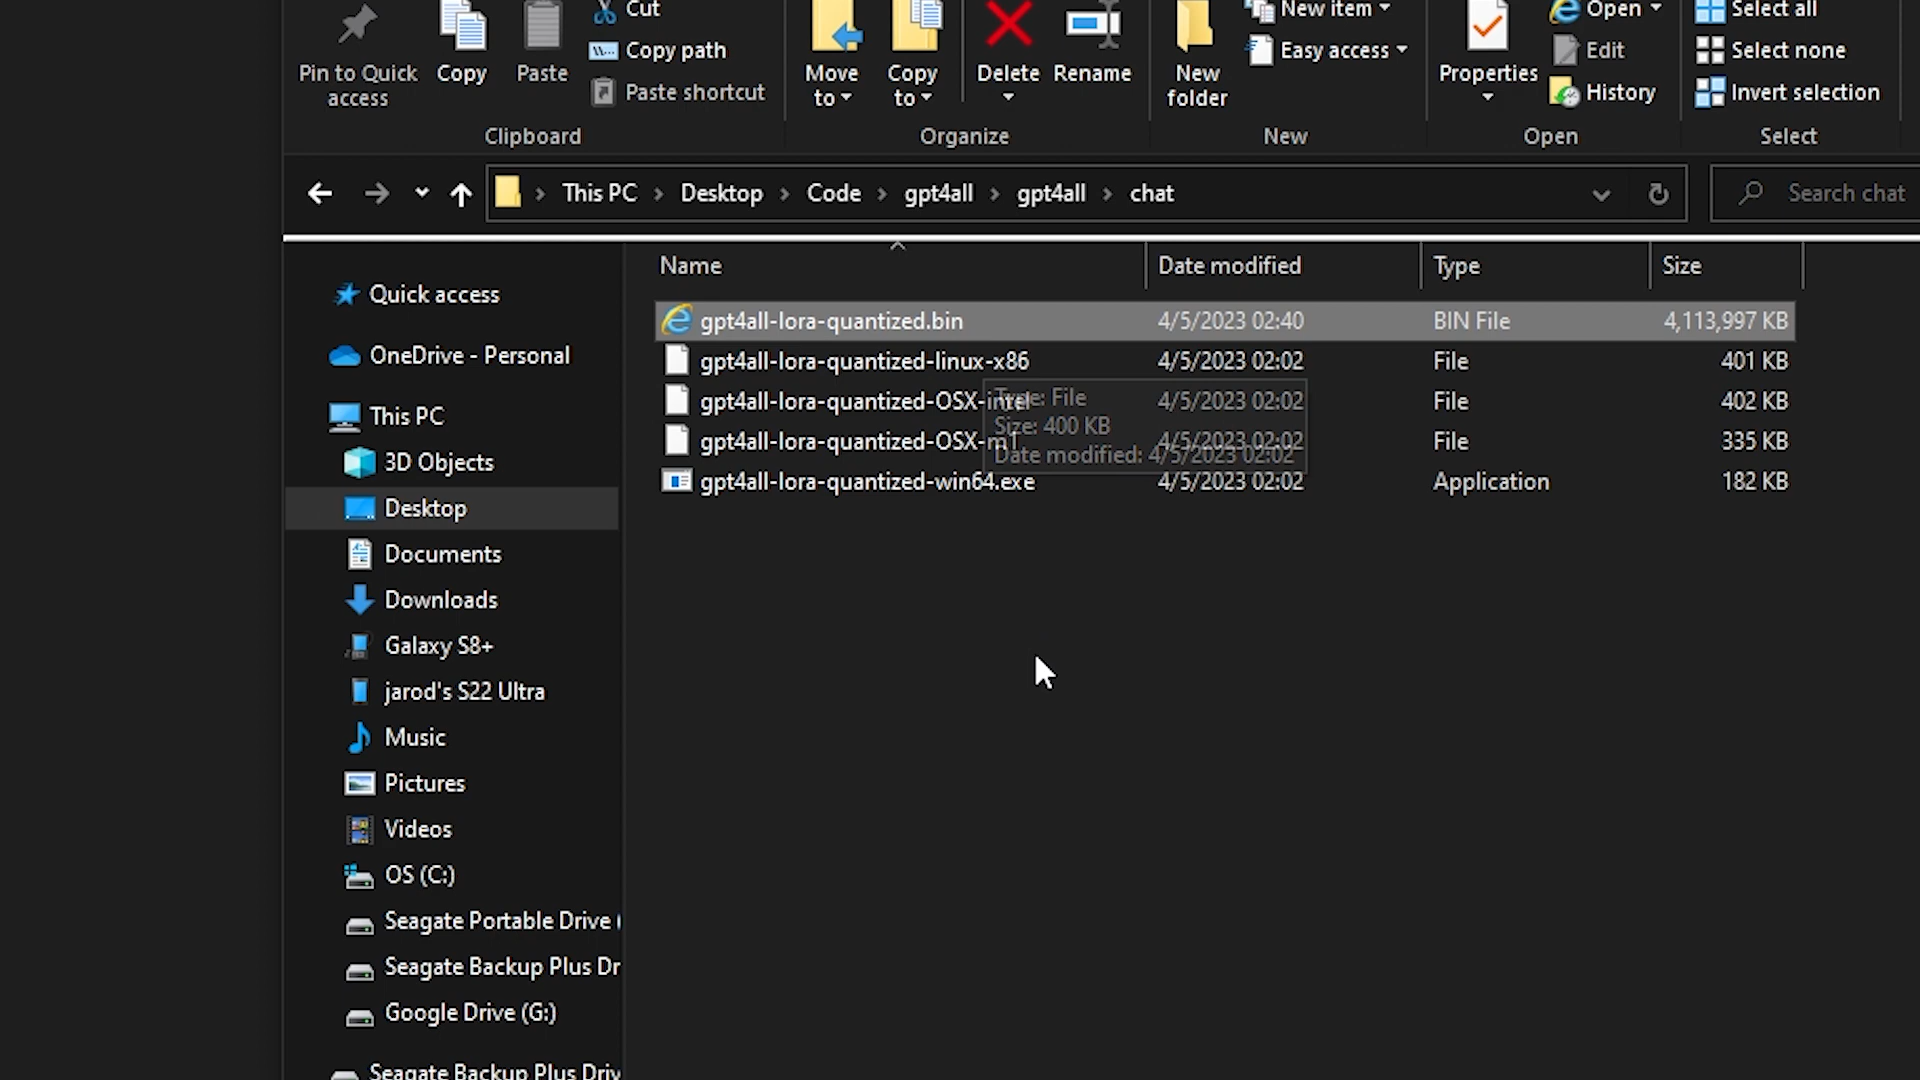 Cut
Copy path
Paste shortcut
Pin to Quick
access
Copy
Paste
Clipboard
Move
to
Copy
to
Delete
Rename
Organize
New item
Easy access
New
folder
New
Properties
Open
Edit
History
Open
Select all
Select none
Invert selection
Select
This PC > Desktop > Code > gpt4all > gpt4all > chat
Search chat
Name Date modified Type Size
gpt4all-lora-quantized.bin 4/5/2023 02:40 BIN File 4,113,997 KB
gpt4all-lora-quantized-linux-x86 4/5/2023 02:02 File 401 KB
gpt4all-lora-quantized-OSX-intel 4/5/2023 02:02 File 402 KB
gpt4all-lora-quantized-OSX-m1 4/5/2023 02:02 File 335 KB
gpt4all-lora-quantized-win64.exe 4/5/2023 02:02 Application 182 KB
Type: File
Size: 400 KB
Date modified: 4/5/2023 02:02
Quick access
OneDrive - Personal
This PC
3D Objects
Desktop
Documents
Downloads
Galaxy S8+
jarod's S22 Ultra
Music
Pictures
Videos
OS (C:)
Seagate Portable Drive (
Seagate Backup Plus Dr
Google Drive (G:)
Seagate Backup Plus Driv